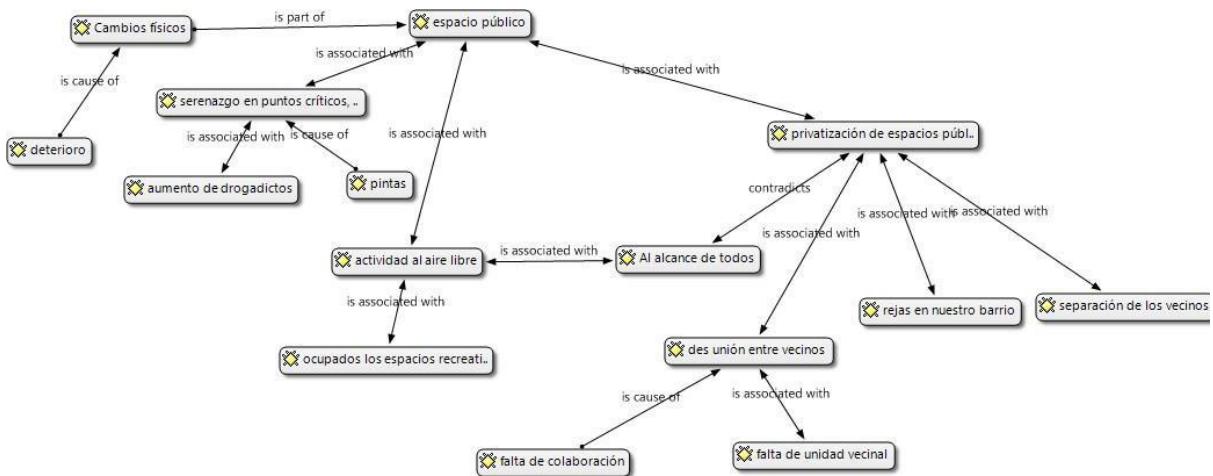 is part of
Cambios físicos
espacio público
is associated with
is cause of
is associated with
serenazgo en puntos críticos, ..
is associated with
is cause of
is associated with
privatización de espacios públ..
deterioro
aumento de drogadictos
pintas
contradicts
is associated with
is associated with
is associated with
is associated with
actividad al aire libre
Al alcance de todos
is associated with
rejas en nuestro barrio
separación de los vecinos
ocupados los espacios recreati..
des unión entre vecinos
is cause of
is associated with
falta de colaboración
falta de unidad vecinal